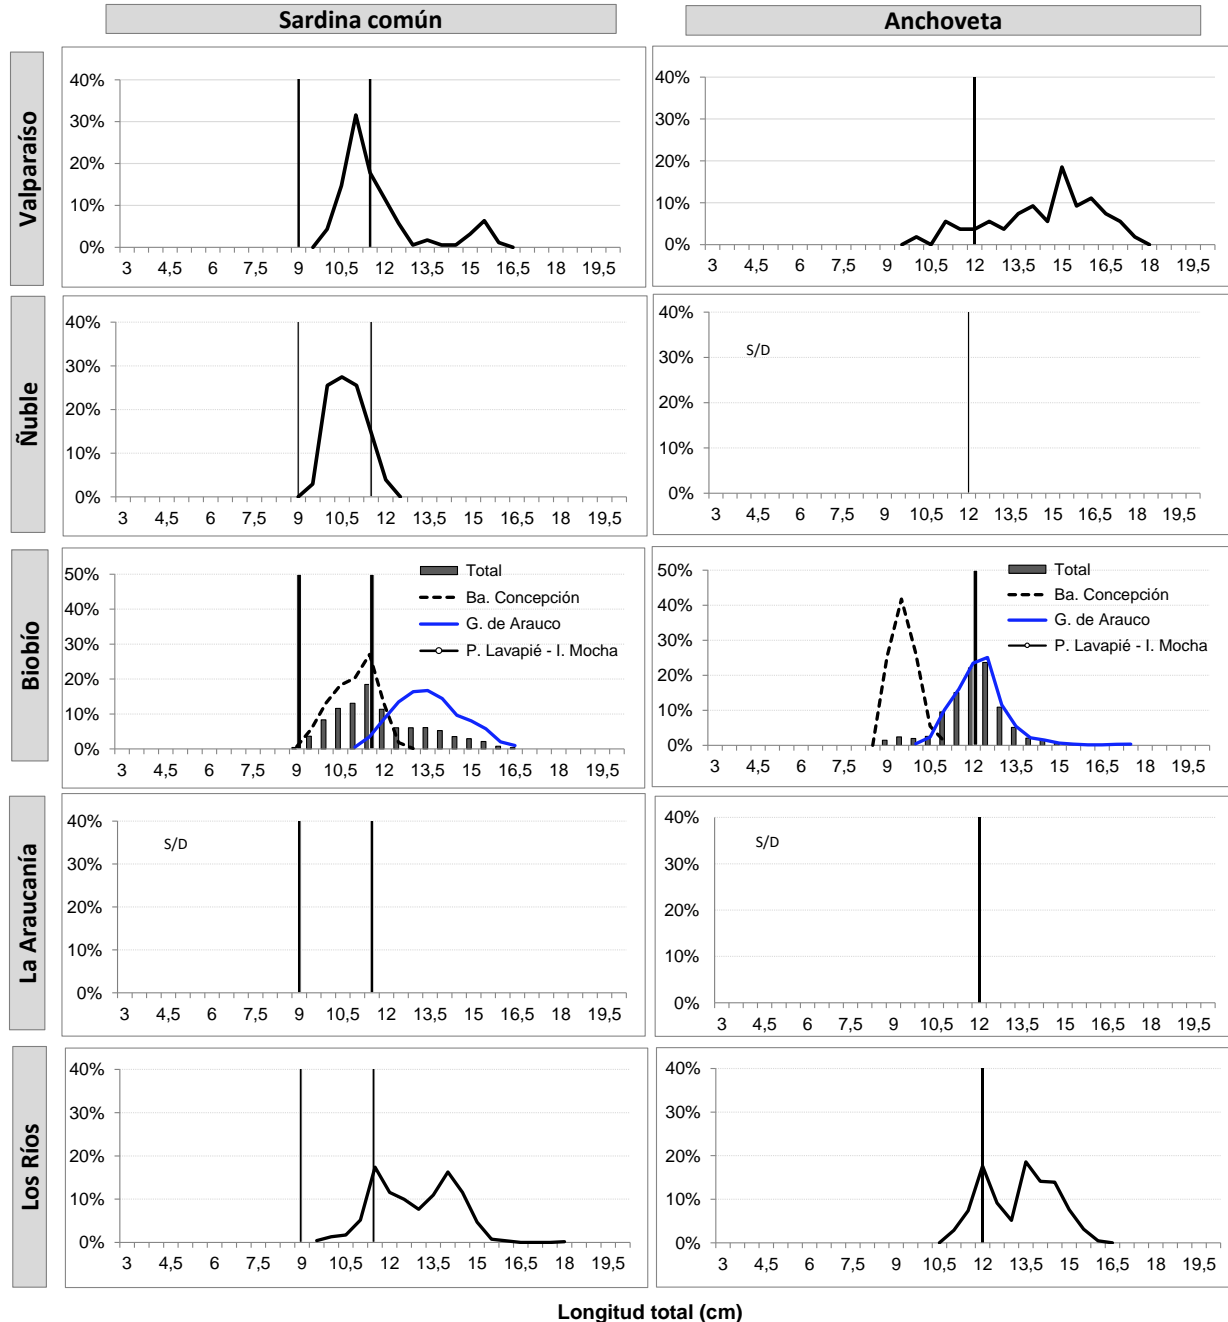 Sardina común
Anchoveta
Valparaíso
40%
30%
20%
10%
0%
3 4,5 6 7,5 9 10,5 12 13,5 15 16,5 18 19,5
40%
30%
20%
10%
0%
3 4,5 6 7,5 9 10,5 12 13,5 15 16,5 18 19,5
Ñuble
40%
30%
20%
10%
0%
3 4,5 6 7,5 9 10,5 12 13,5 15 16,5 18 19,5
S/D
40%
30%
20%
10%
0%
3 4,5 6 7,5 9 10,5 12 13,5 15 16,5 18 19,5
Biobío
50%
40%
30%
20%
10%
0%
Total
Ba. Concepción
G. de Arauco
P. Lavapié - I. Mocha
3 4,5 6 7,5 9 10,5 12 13,5 15 16,5 18 19,5
50%
40%
30%
20%
10%
0%
Total
Ba. Concepción
G. de Arauco
P. Lavapié - I. Mocha
3 4,5 6 7,5 9 10,5 12 13,5 15 16,5 18 19,5
La Araucanía
40%
30%
20%
10%
0%
S/D
3 4,5 6 7,5 9 10,5 12 13,5 15 16,5 18 19,5
40%
30%
20%
10%
0%
S/D
3 4,5 6 7,5 9 10,5 12 13,5 15 16,5 18 19,5
Los Ríos
40%
30%
20%
10%
0%
3 4,5 6 7,5 9 10,5 12 13,5 15 16,5 18 19,5
40%
30%
20%
10%
0%
3 4,5 6 7,5 9 10,5 12 13,5 15 16,5 18 19,5
Longitud total (cm)